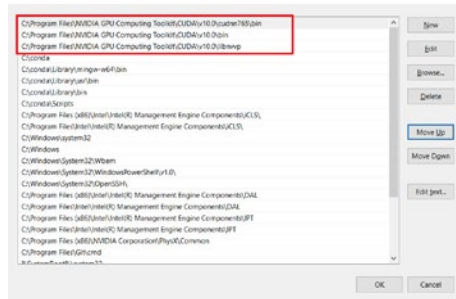 C:\Program Files\NVIDIA GPU Computing Toolkit\CUDA\v10.0\cudnn765\bin
C:\Program Files\NVIDIA GPU Computing Toolkit\CUDA\v10.0\bin
C:\Program Files\NVIDIA GPU Computing Toolkit\CUDA\v10.0\libnvvp
C:\conda
C:\conda\Library\mingw-w64\bin
C:\conda\Library\usr\bin
C:\conda\Library\bin
C:\conda\Scripts
C:\Program Files (x86)\Intel\Intel(R) Management Engine Components\iCLS\
C:\Program Files\Intel\Intel(R) Management Engine Components\iCLS\
C:\Windows\system32
C:\Windows
C:\Windows\System32\Wbem
C:\Windows\System32\WindowsPowerShell\v1.0\
C:\Windows\System32\OpenSSH\
C:\Program Files (x86)\Intel\Intel(R) Management Engine Components\DAL
C:\Program Files\Intel\Intel(R) Management Engine Components\DAL
C:\Program Files (x86)\Intel\Intel(R) Management Engine Components\IPT
C:\Program Files\Intel\Intel(R) Management Engine Components\IPT
C:\Program Files (x86)\NVIDIA Corporation\PhysX\Common
C:\Program Files\Git\cmd
New
Edit
Browse...
Delete
Move Up
Move Down
Edit text...
OK
Cancel